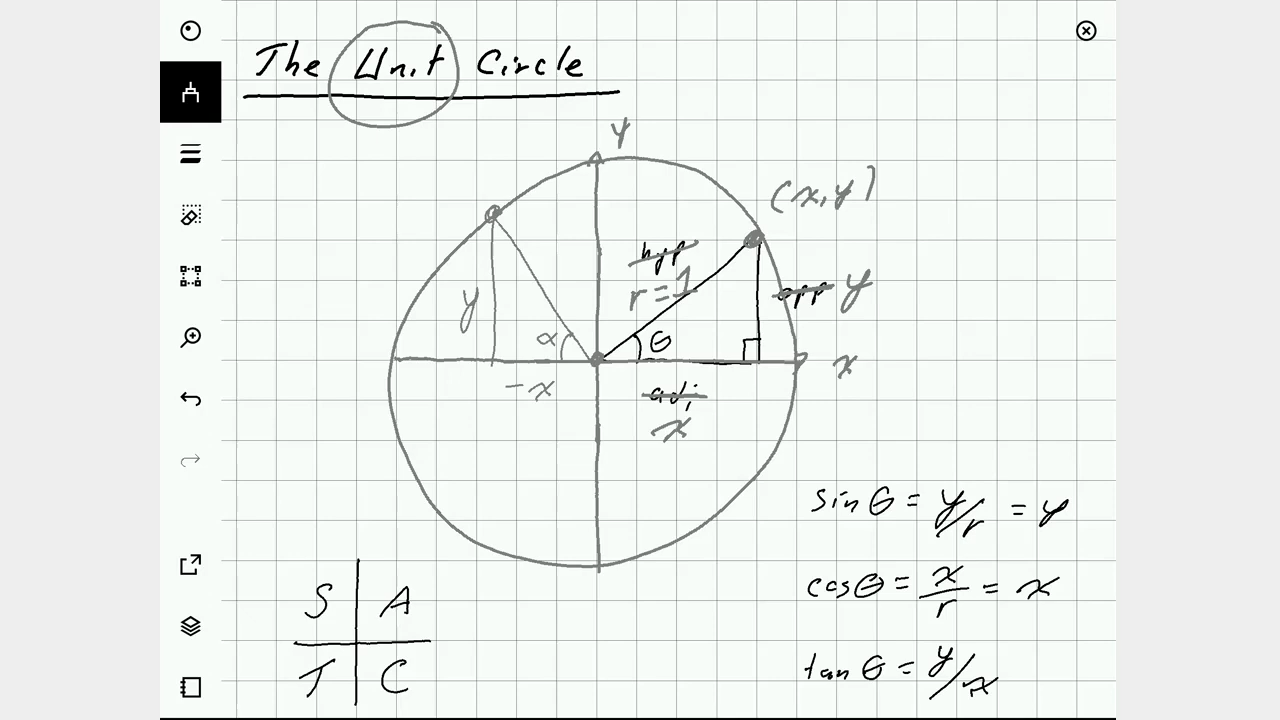 The Unit Circle
y
(x, y)
hyp
r = 1
opp y
y
α
θ
x
-x
adj
x
sin θ = y/r = y
cos θ = x/r = x
tan θ = y/x
S A
T C